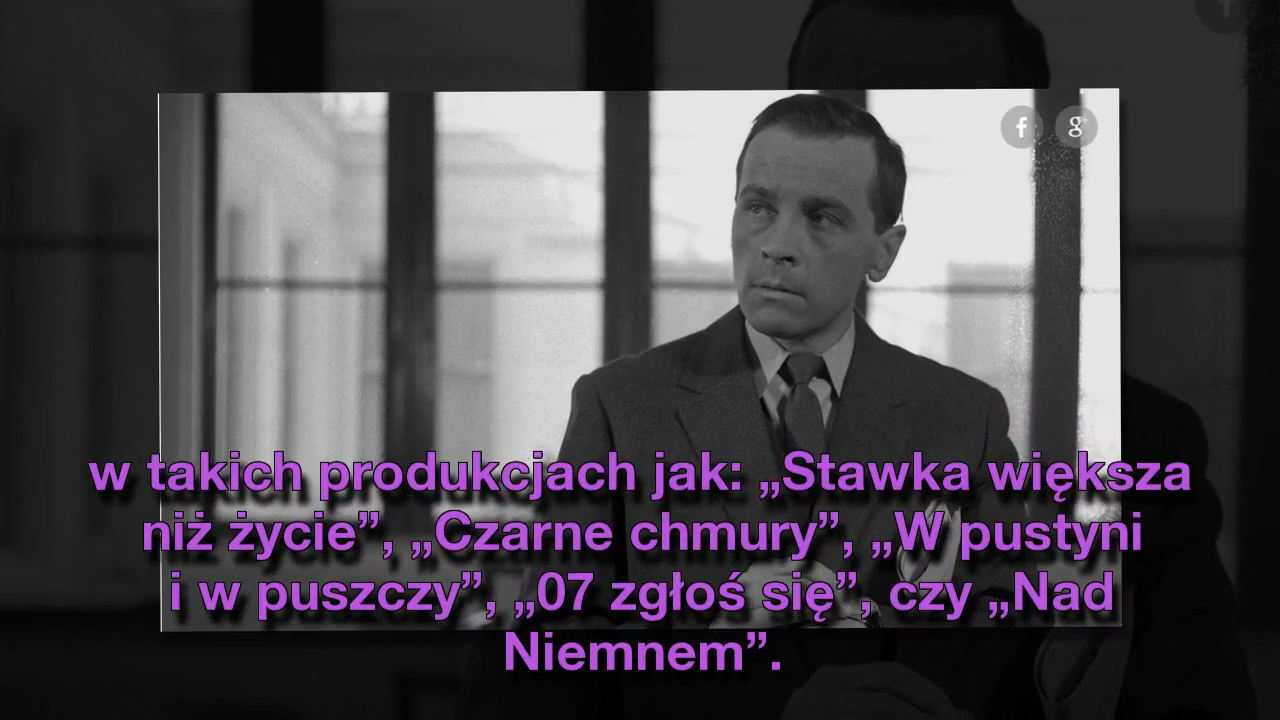 f g+
w takich produkcjach jak: „Stawka większa
niż życie”, „Czarne chmury”, „W pustyni
i w puszczy”, „07 zgłoś się”, czy „Nad
Niemnem”.